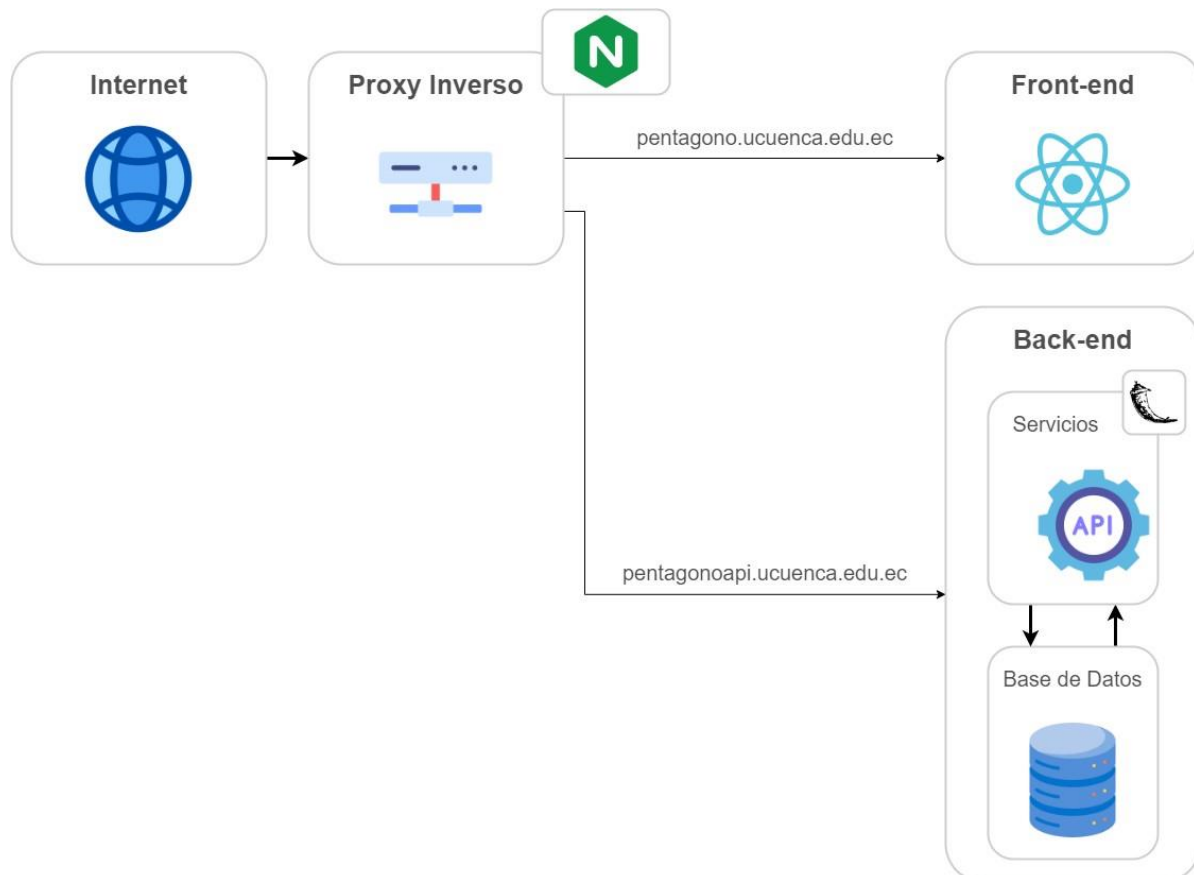 Internet
Proxy Inverso
N
pentagono.ucuenca.edu.ec
Front-end
Back-end
Servicios
API
pentagonoapi.ucuenca.edu.ec
Base de Datos